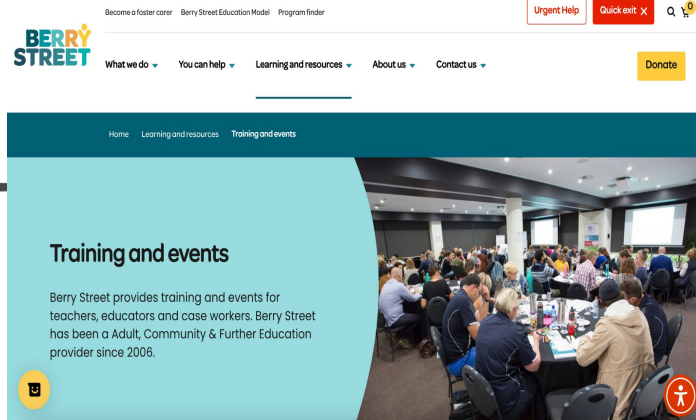 Become a foster carer Berry Street Education Model Program finder
Urgent Help
Quick exit X
0
BERRY
STREET
What we do
You can help
Learning and resources
About us
Contact us
Donate
Home Learning and resources Training and events
Training and events
Berry Street provides training and events for
teachers, educators and case workers. Berry Street
has been a Adult, Community & Further Education
provider since 2006.